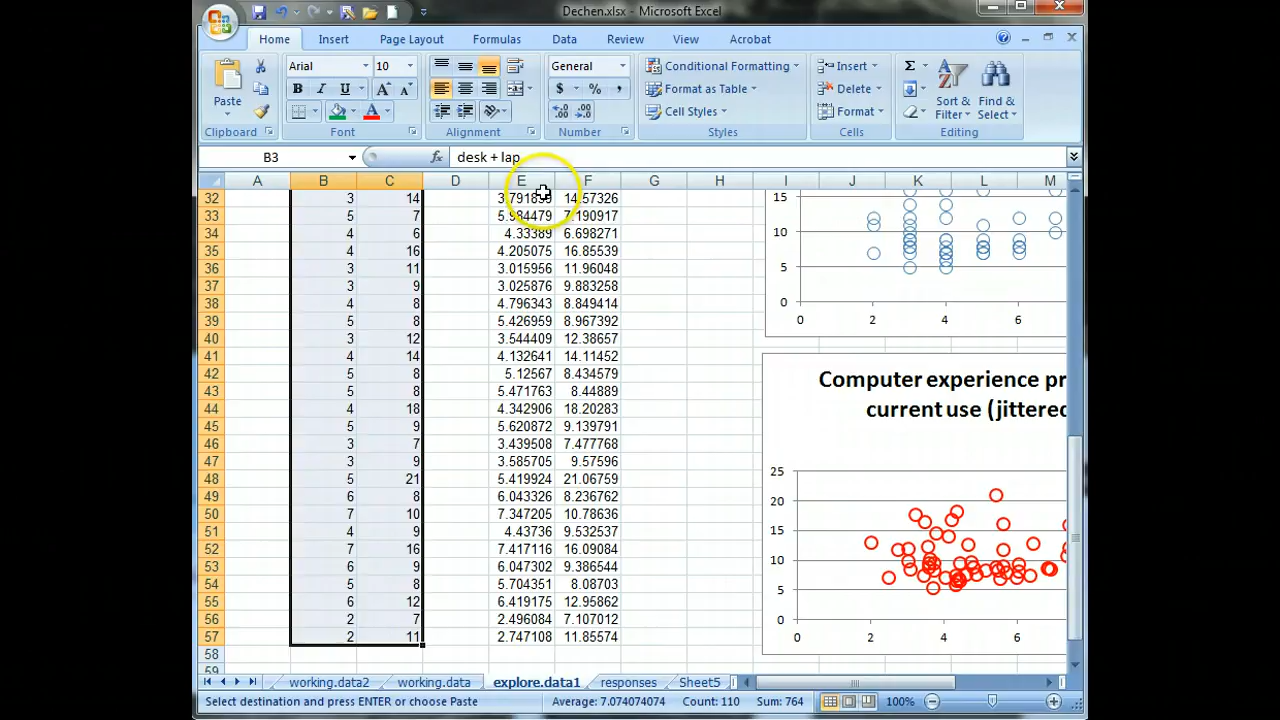 Dechen.xlsx - Microsoft Excel
Home Insert Page Layout Formulas Data Review View Acrobat
Arial 10 General Conditional Formatting Insert
Paste B I U $ % , Format as Table Delete Sort & Filter Find & Select
A Cell Styles Format
Clipboard Font Alignment Number Styles Cells Editing
B3 fx desk + lap
A B C D E F G H I J K L M
32 3 14 14.57326
33 5 7 5.984479 7.190917
34 4 6 4.33389 6.698271
35 4 16 4.205075 16.85539
36 3 11 3.015956 11.96048
37 3 9 3.025876 9.883258
38 4 8 4.796343 8.849414
39 5 8 5.426959 8.967392
40 3 12 3.544409 12.38657
41 4 14 4.132641 14.11452
42 5 8 5.12567 8.434579
43 5 8 5.471763 8.44889
44 4 18 4.342906 18.20283
45 5 9 5.620872 9.139791
46 3 7 3.439508 7.477768
47 3 9 3.585705 9.57596
48 5 21 5.419924 21.06759
49 6 8 6.043326 8.236762
50 7 10 7.347205 10.78636
51 4 9 4.43736 9.532537
52 7 16 7.417116 16.09084
53 6 9 6.047302 9.386544
54 5 8 5.704351 8.08703
55 6 12 6.419175 12.95862
56 2 7 2.496084 7.107012
57 2 11 2.747108 11.85574
58
59
15
10
5
0
0 2 4 6
Computer experience pr
current use (jittered
25
20
15
10
5
0
0 2 4 6
working.data2 working.data explore.data1 responses Sheet5
Select destination and press ENTER or choose Paste Average: 7.074074074 Count: 110 Sum: 764 100%